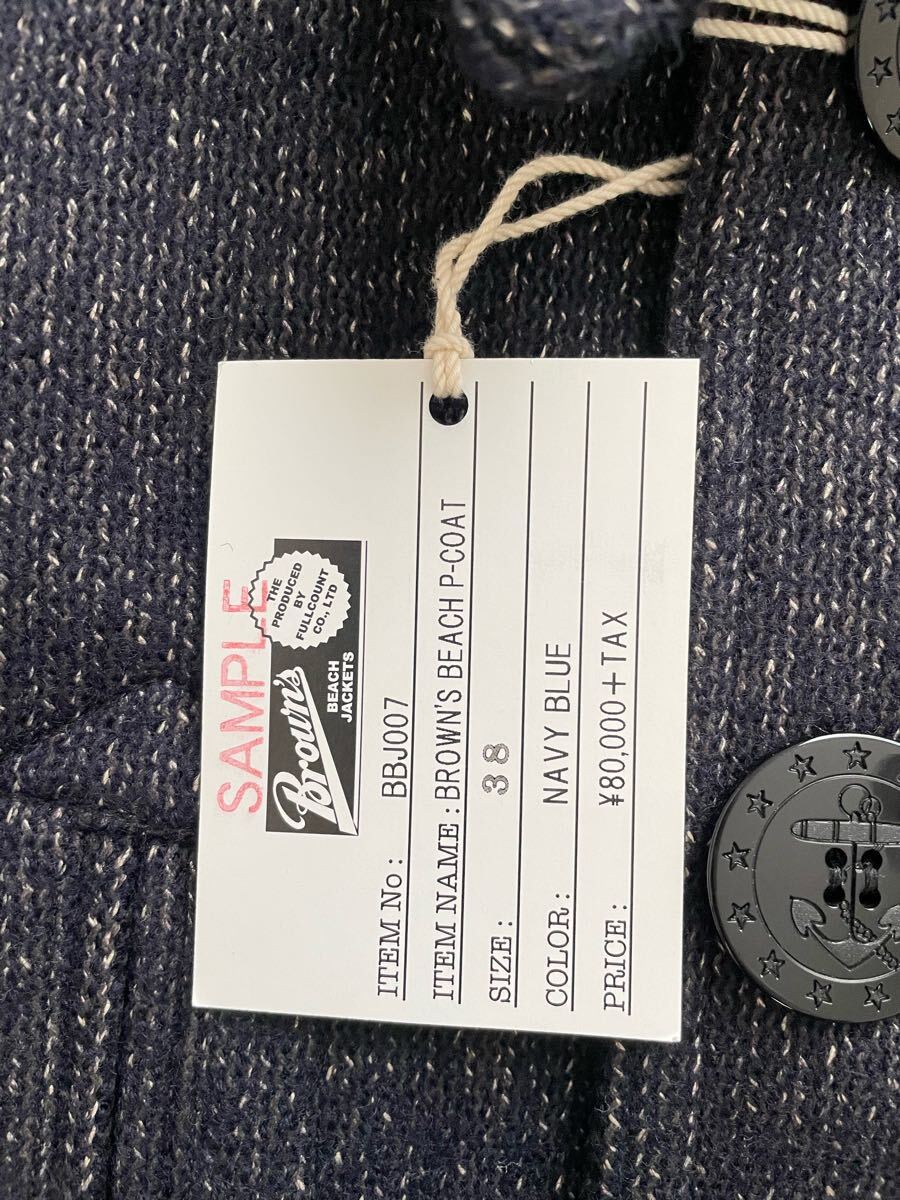 SAMPLE
THE
PRODUCED
BY
FULLCOUNT
CO., LTD
Brown's
BEACH
JACKETS
ITEM No : BBJ007
ITEM NAME : BROWN'S BEACH P-COAT
SIZE : 38
COLOR : NAVY BLUE
PRICE : ¥80,000+TAX